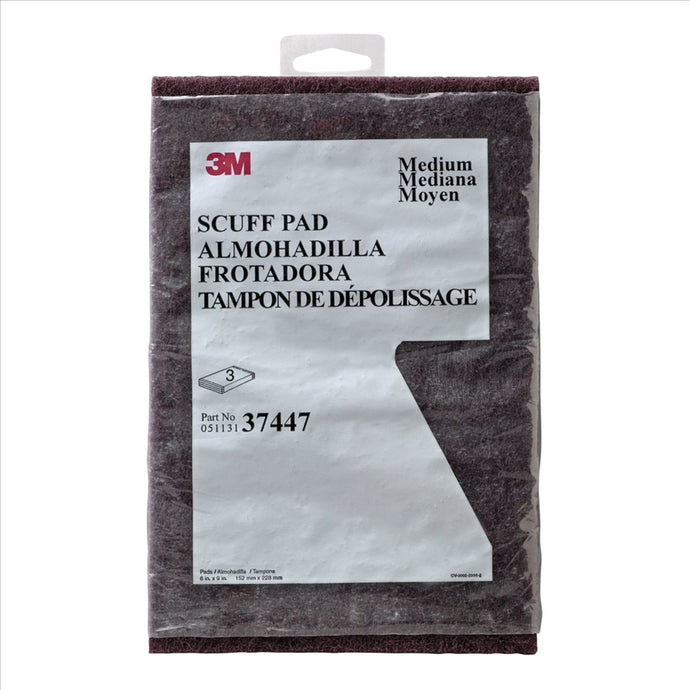 3M
Medium
Mediana
Moyen
SCUFF PAD
ALMOHADILLA
FROTADORA
TAMPON DE DÉPOLISSAGE
3
Part No
051131 37447
Pads / Almohadilla / Tampons
6 in. x 9 in. 152 mm x 228 mm